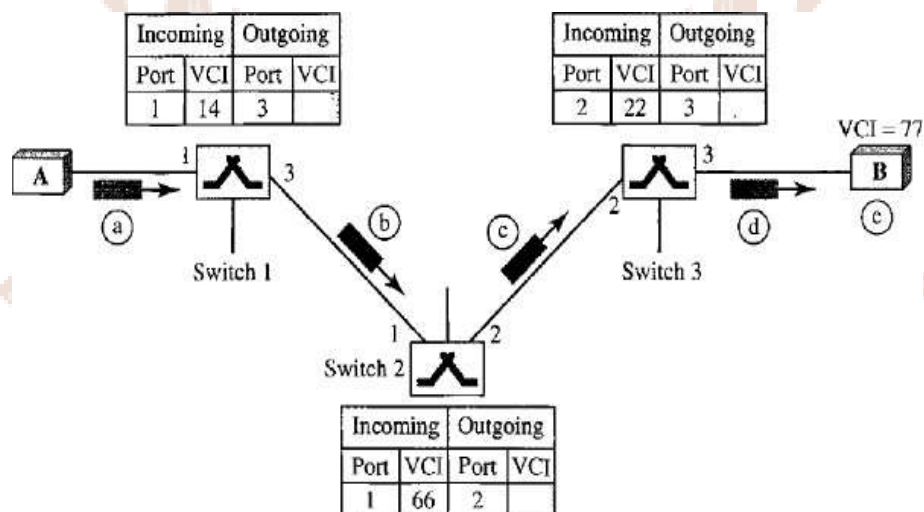 Incoming Outgoing
Port VCI Port VCI
1 14 3
Incoming Outgoing
Port VCI Port VCI
2 22 3
VCI = 77
A
1
3
a
Switch 1
b
c
2
3
Switch 3
d
B
e
1
2
Switch 2
Incoming Outgoing
Port VCI Port VCI
1 66 2